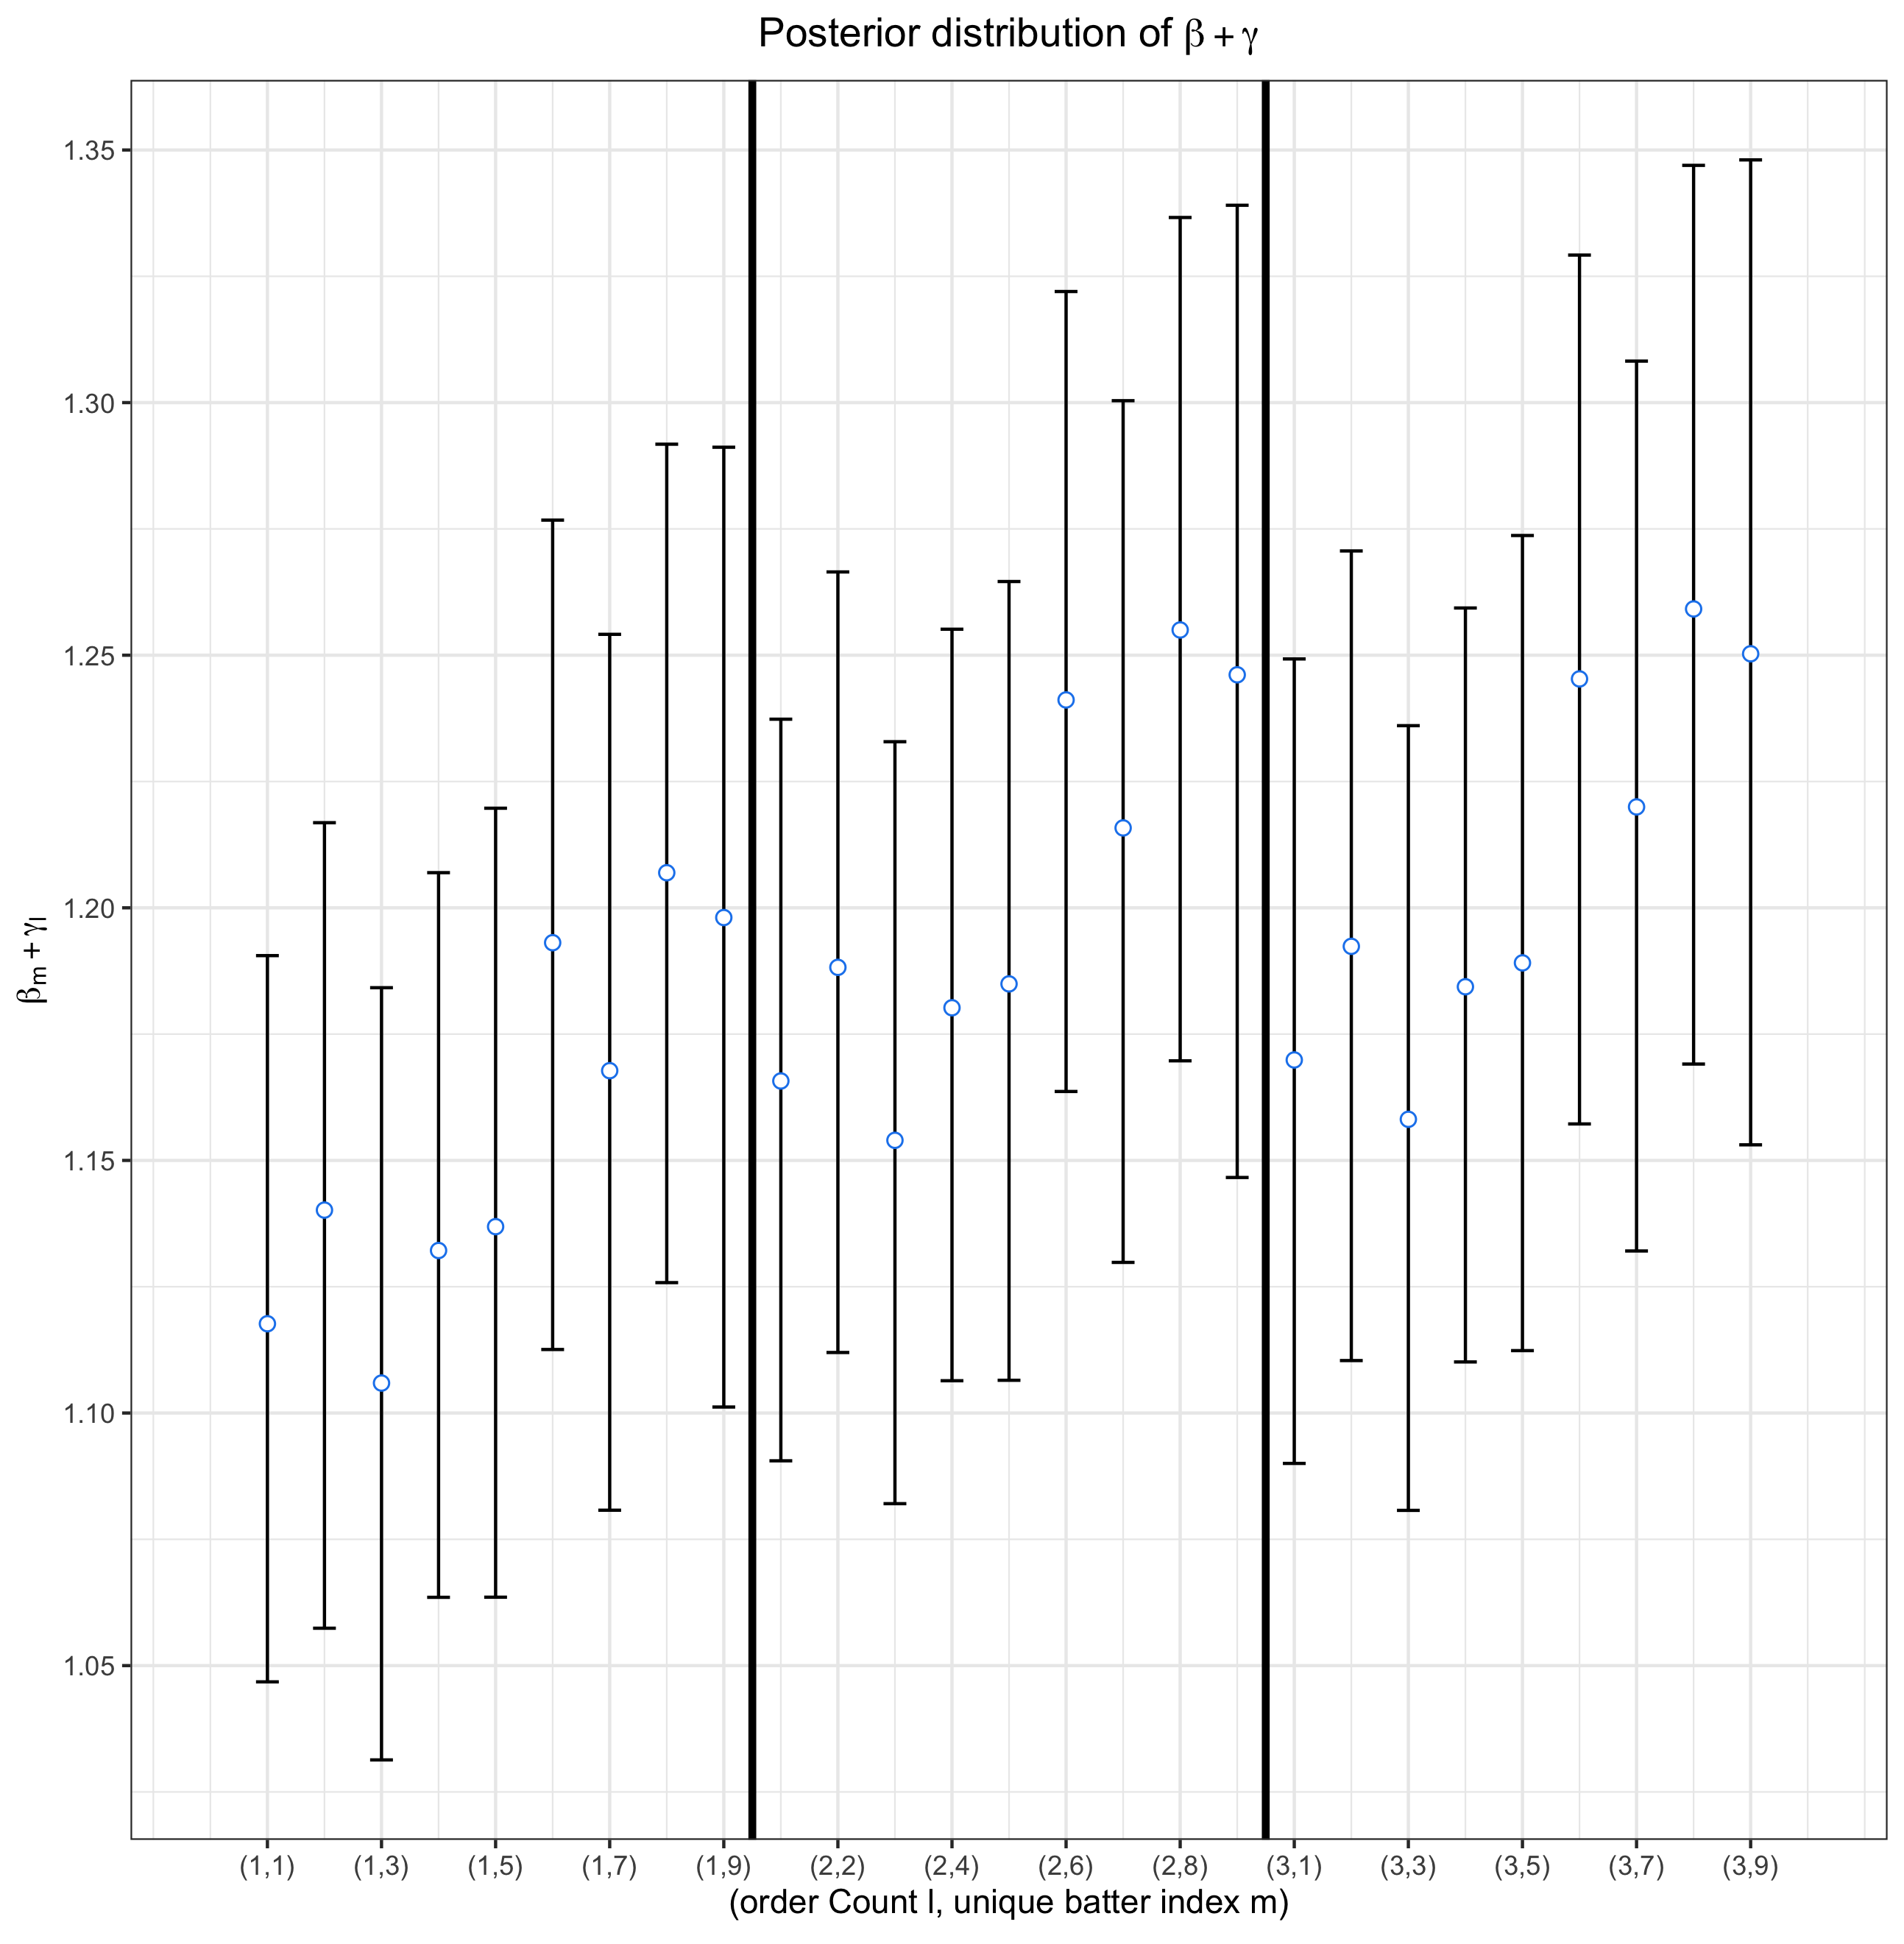 Posterior distribution of β + γ
βm + γl
1.35
1.30
1.25
1.20
1.15
1.10
1.05
(1,1) (1,3) (1,5) (1,7) (1,9) (2,2) (2,4) (2,6) (2,8) (3,1) (3,3) (3,5) (3,7) (3,9)
(order Count l, unique batter index m)